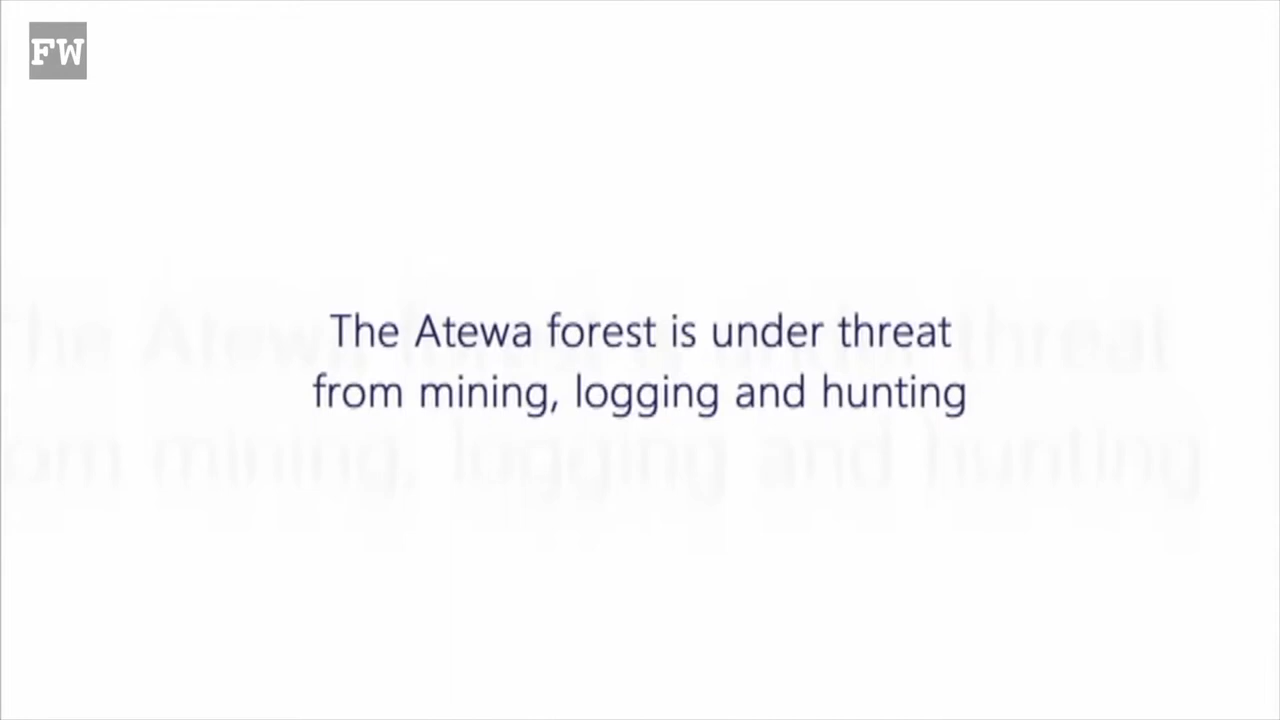 FW
The Atewa forest is under threat
from mining, logging and hunting